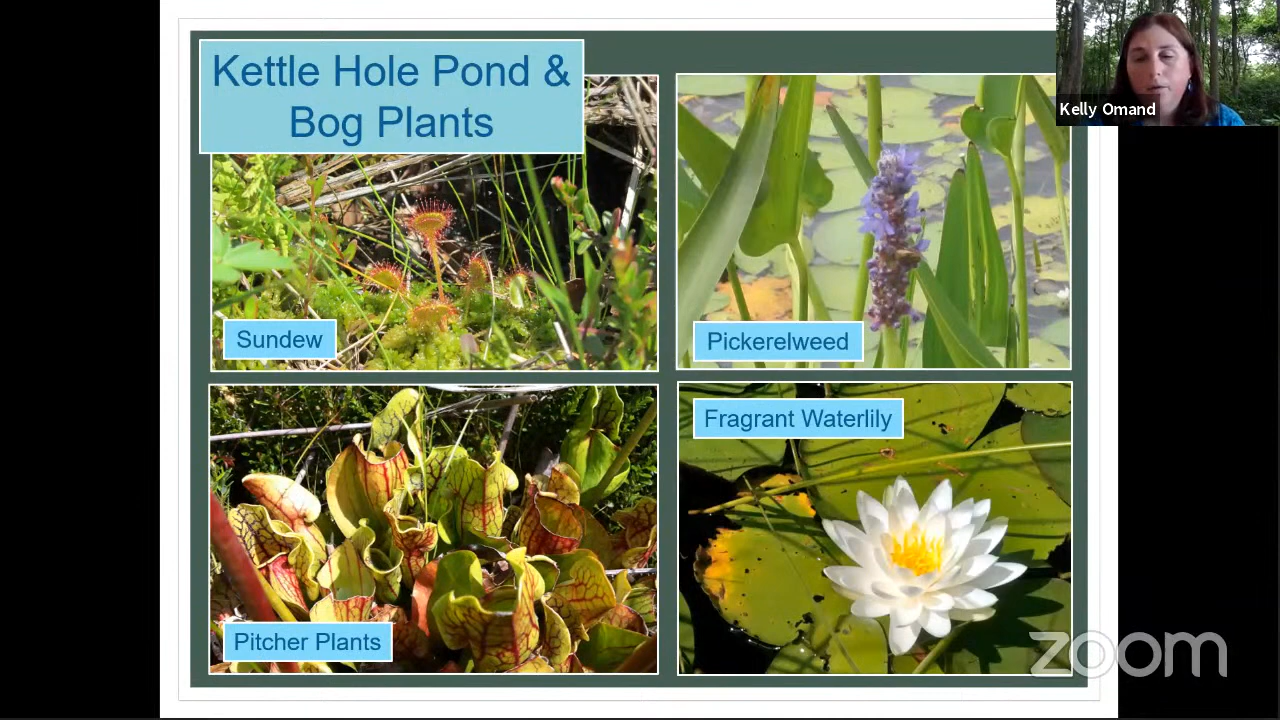 Kettle Hole Pond &
Bog Plants
Kelly Omand
Sundew
Pickerelweed
Fragrant Waterlily
Pitcher Plants
zoom